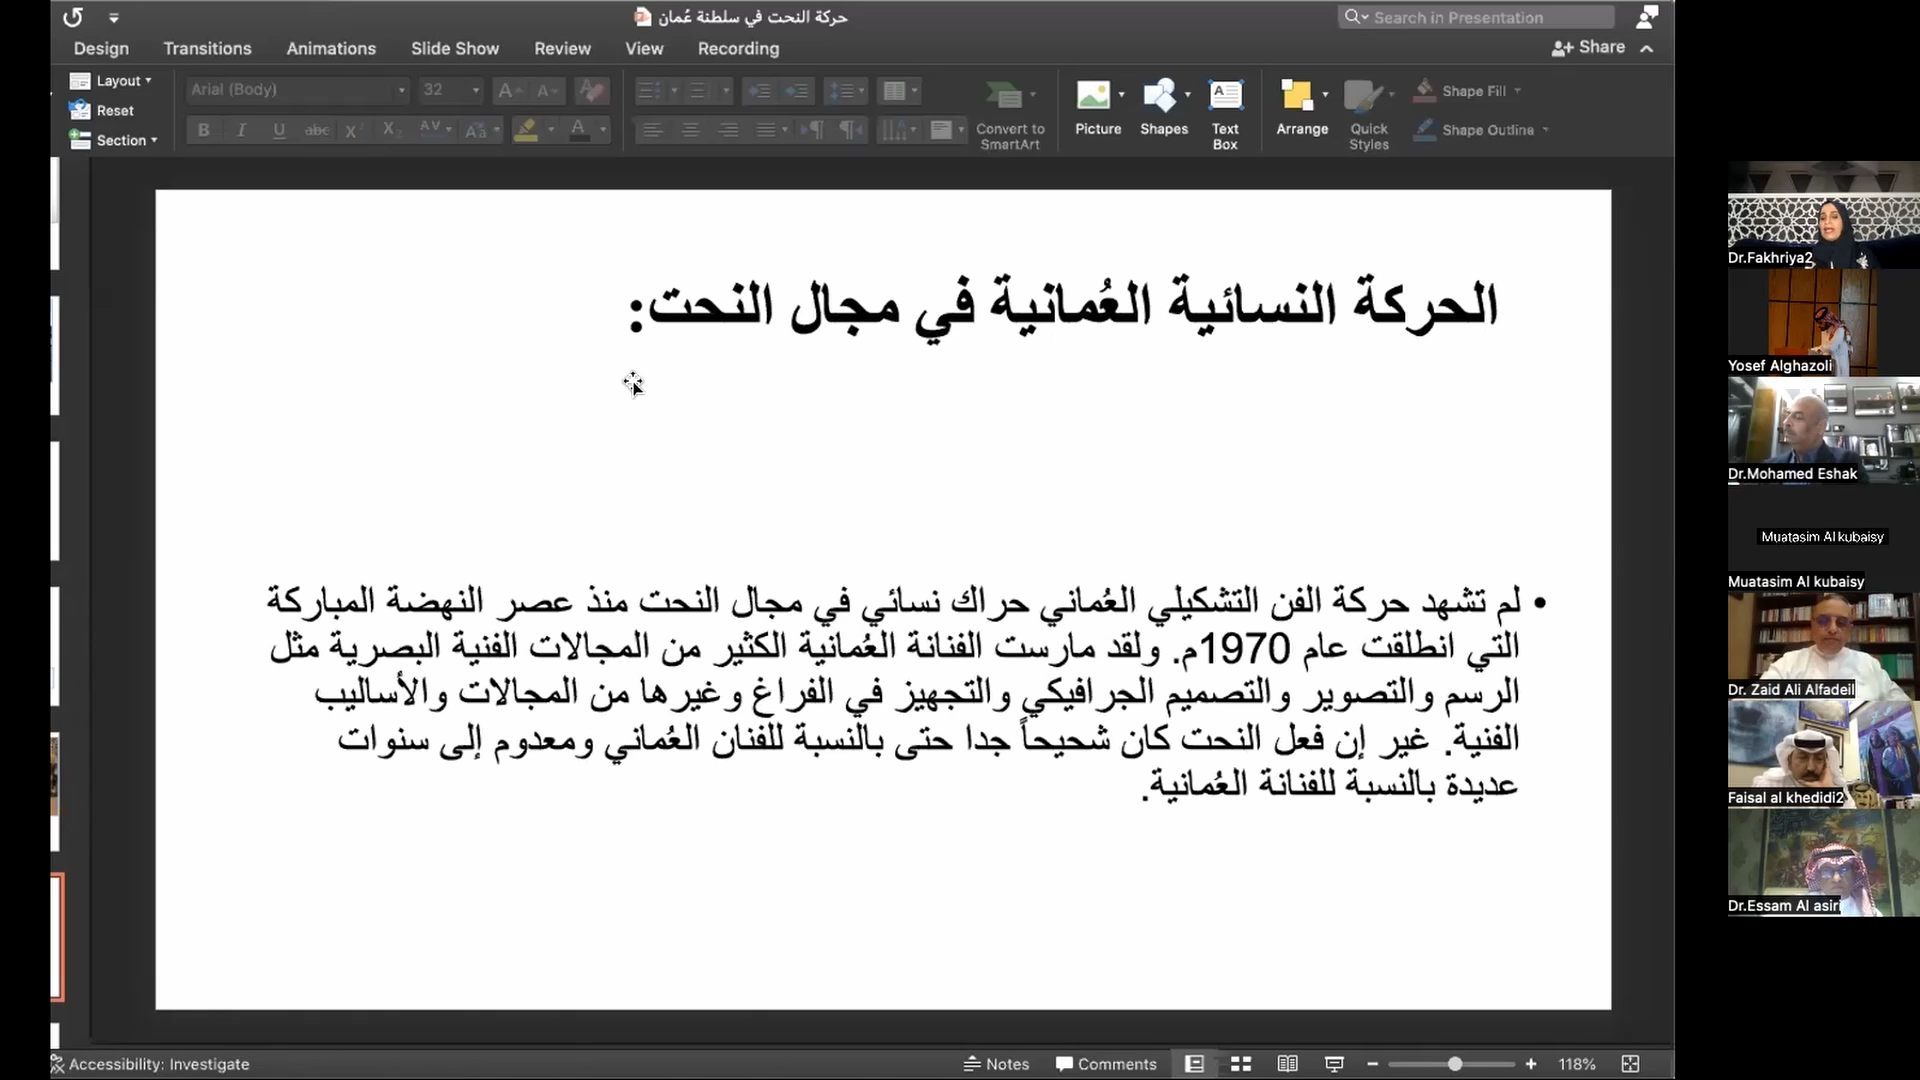 حركة النحت في سلطنة عُمان
Search in Presentation
Design Transitions Animations Slide Show Review View Recording
Share
Layout
Reset
Section
Arial (Body) 32
Convert to
SmartArt
Picture
Shapes
Text
Box
Arrange
Quick
Styles
Shape Fill
Shape Outline
الحركة النسائية العُمانية في مجال النحت:
• لم تشهد حركة الفن التشكيلي العُماني حراك نسائي في مجال النحت منذ عصر النهضة المباركة
التي انطلقت عام 1970م. ولقد مارست الفنانة العُمانية الكثير من المجالات الفنية البصرية مثل
الرسم والتصوير والتصميم الجرافيكي والتجهيز في الفراغ وغيرها من المجالات والأساليب
الفنية. غير إن فعل النحت كان شحيحاً جدا حتى بالنسبة للفنان العُماني ومعدوم إلى سنوات
عديدة بالنسبة للفنانة العُمانية.
Accessibility: Investigate
Notes
Comments
118%
Dr.Fakhriya2
Yosef Alghazoli
Dr.Mohamed Eshak
Muatasim Al kubaisy
Muatasim Al kubaisy
Dr. Zaid Ali Alfadeil
Faisal al khedidi2
Dr.Essam Al asiri